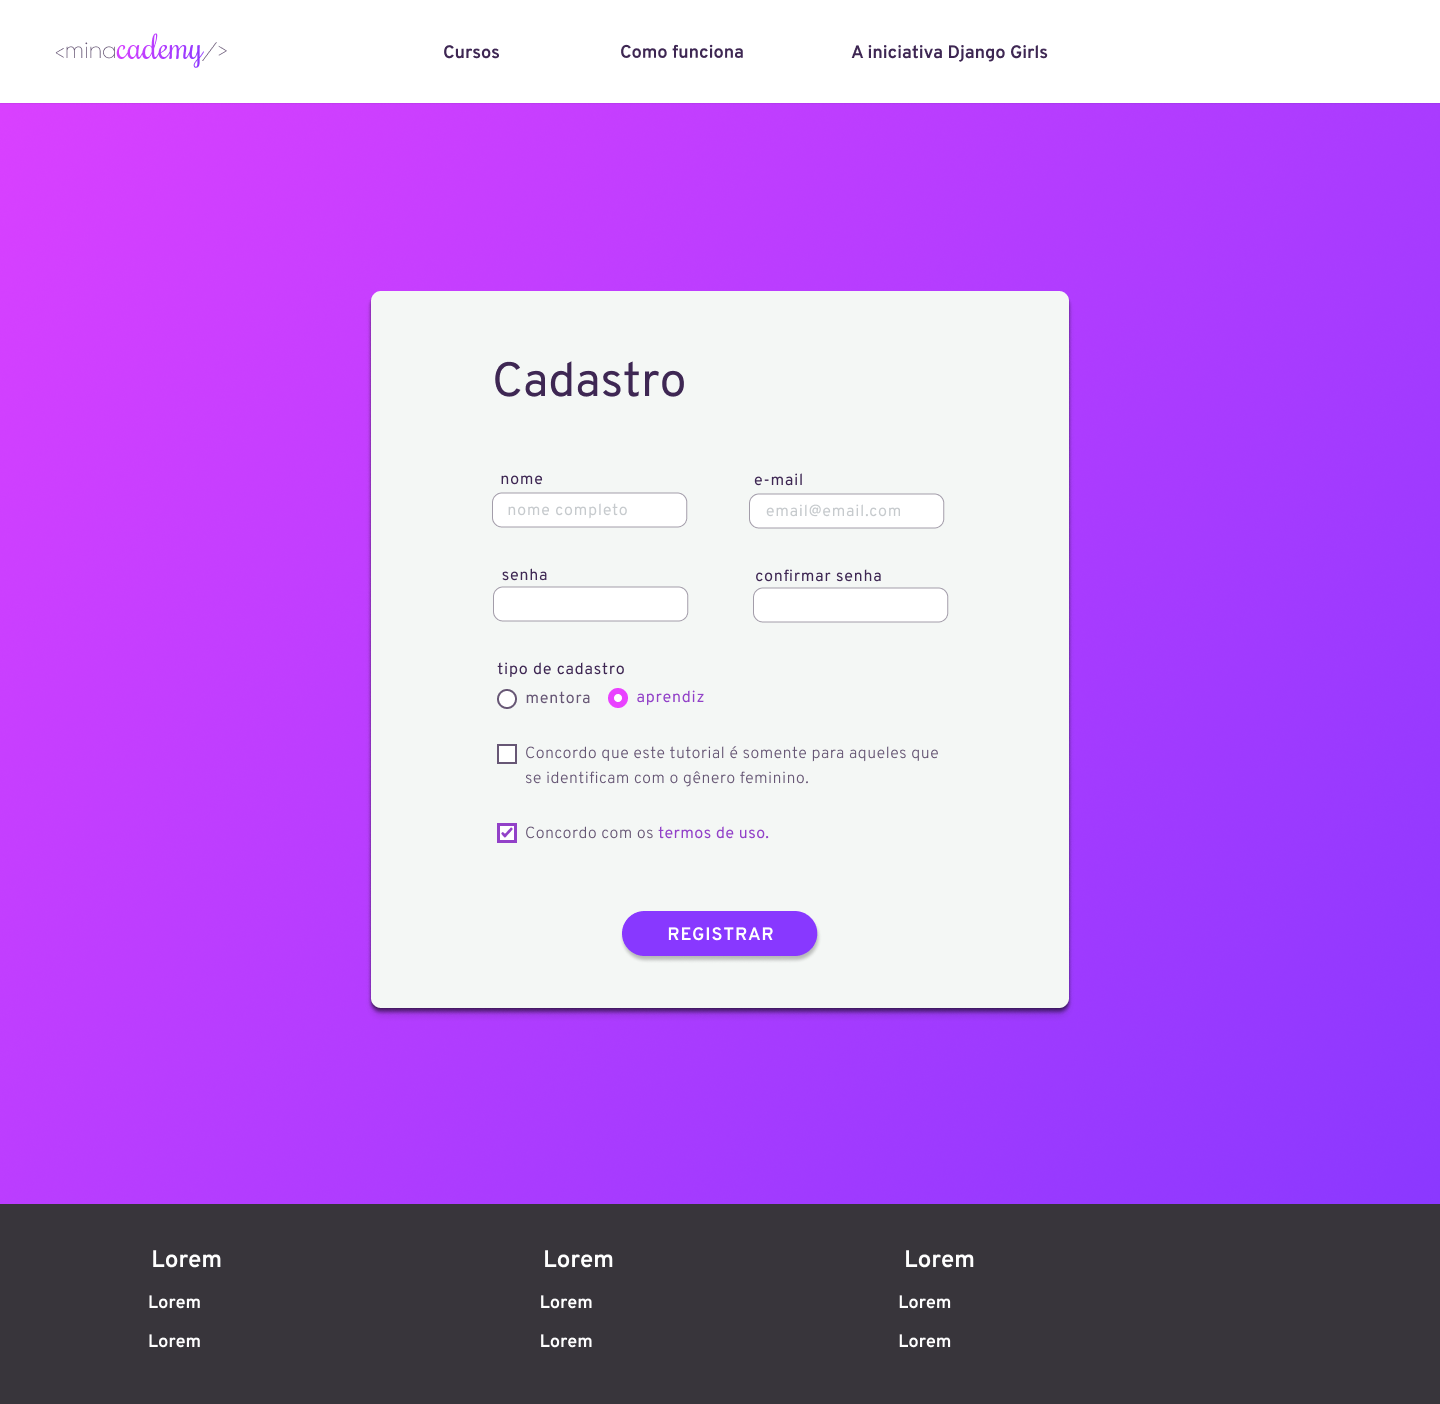 <minacademy/>
Cursos
Como funciona
A iniciativa Django Girls
Cadastro
nome
e-mail
nome completo
email@email.com
senha
confirmar senha
tipo de cadastro
mentora
aprendiz
Concordo que este tutorial é somente para aqueles que
se identificam com o gênero feminino.
Concordo com os termos de uso.
REGISTRAR
Lorem
Lorem
Lorem
Lorem
Lorem
Lorem
Lorem
Lorem
Lorem